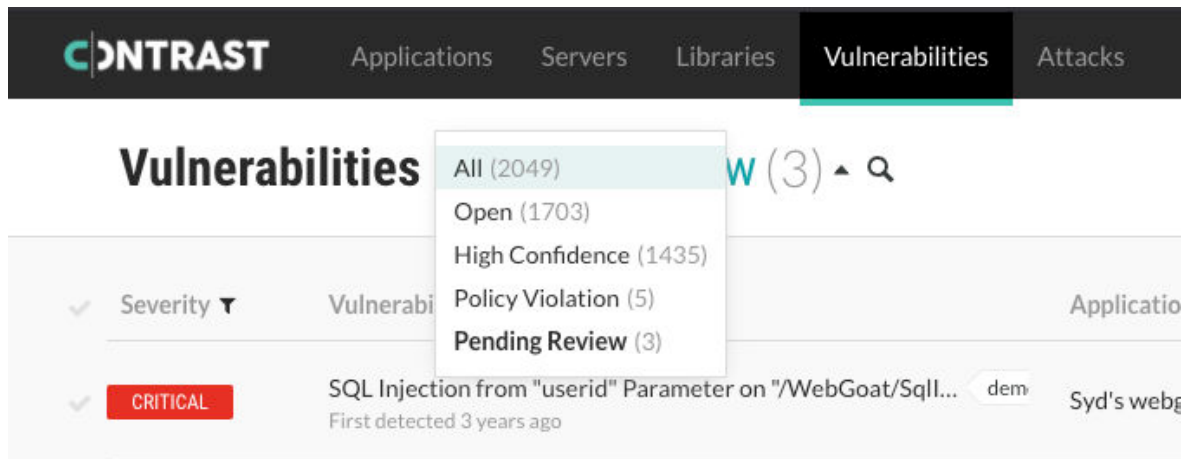 CONTRAST Applications Servers Libraries Vulnerabilities Attacks
Vulnerabilities w (3)
All (2049)
Open (1703)
High Confidence (1435)
Policy Violation (5)
Pending Review (3)
Severity Vulnerabi Applicatio
CRITICAL SQL Injection from "userid" Parameter on "/WebGoat/SqlI... dem Syd's webg
First detected 3 years ago